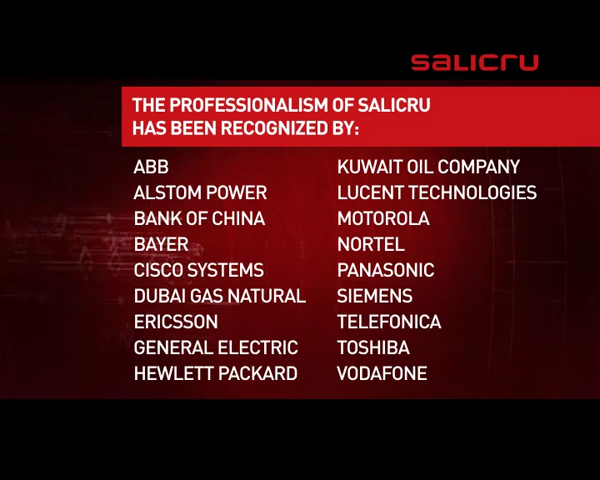 SALICRU
THE PROFESSIONALISM OF SALICRU
HAS BEEN RECOGNIZED BY:
ABB
ALSTOM POWER
BANK OF CHINA
BAYER
CISCO SYSTEMS
DUBAI GAS NATURAL
ERICSSON
GENERAL ELECTRIC
HEWLETT PACKARD
KUWAIT OIL COMPANY
LUCENT TECHNOLOGIES
MOTOROLA
NORTEL
PANASONIC
SIEMENS
TELEFONICA
TOSHIBA
VODAFONE